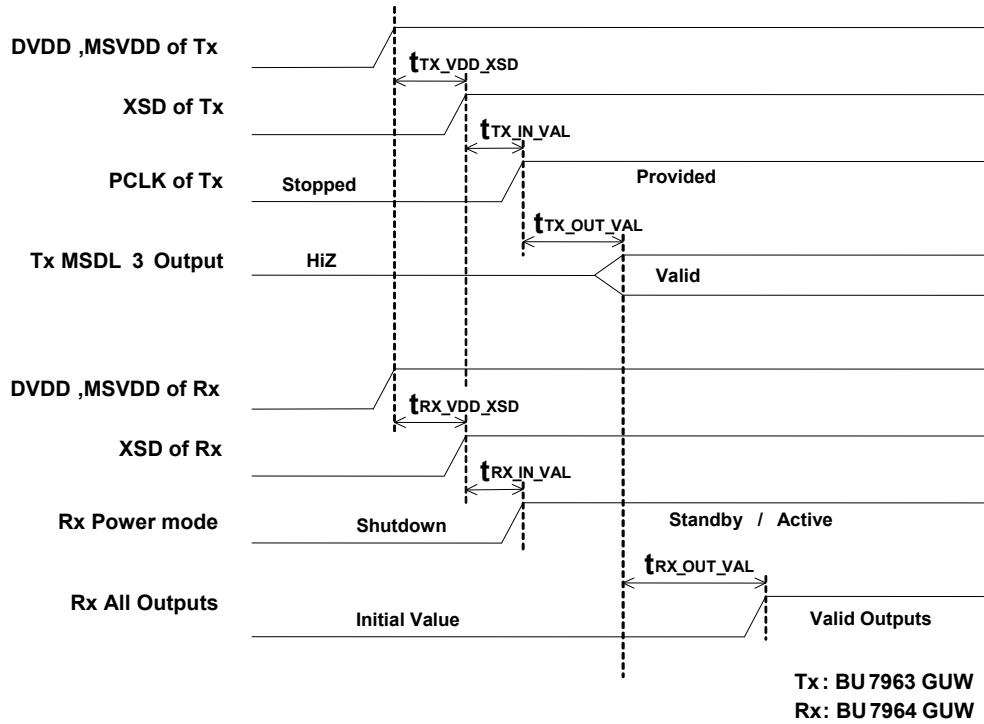 DVDD ,MSVDD of Tx
tTX_VDD_XSD
XSD of Tx
tTX_IN_VAL
PCLK of Tx
Stopped
Provided
tTX_OUT_VAL
Tx MSDL 3 Output
HiZ
Valid
DVDD ,MSVDD of Rx
tRX_VDD_XSD
XSD of Rx
tRX_IN_VAL
Rx Power mode
Shutdown
Standby / Active
tRX_OUT_VAL
Rx All Outputs
Initial Value
Valid Outputs
Tx : BU 7963 GUW
Rx: BU 7964 GUW